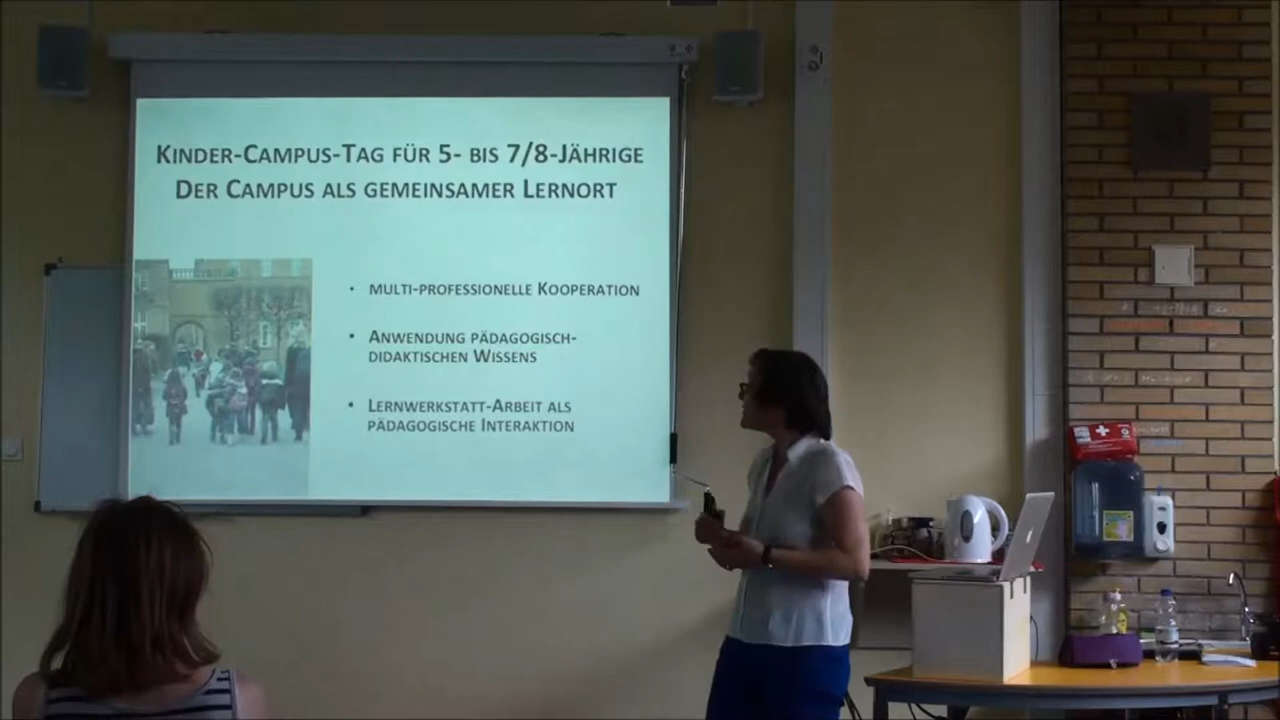 Kinder-Campus-Tag für 5- bis 7/8-Jährige
Der Campus als gemeinsamer Lernort
• multi-professionelle Kooperation
• Anwendung pädagogisch-
didaktischen Wissens
• Lernwerkstatt-Arbeit als
pädagogische Interaktion